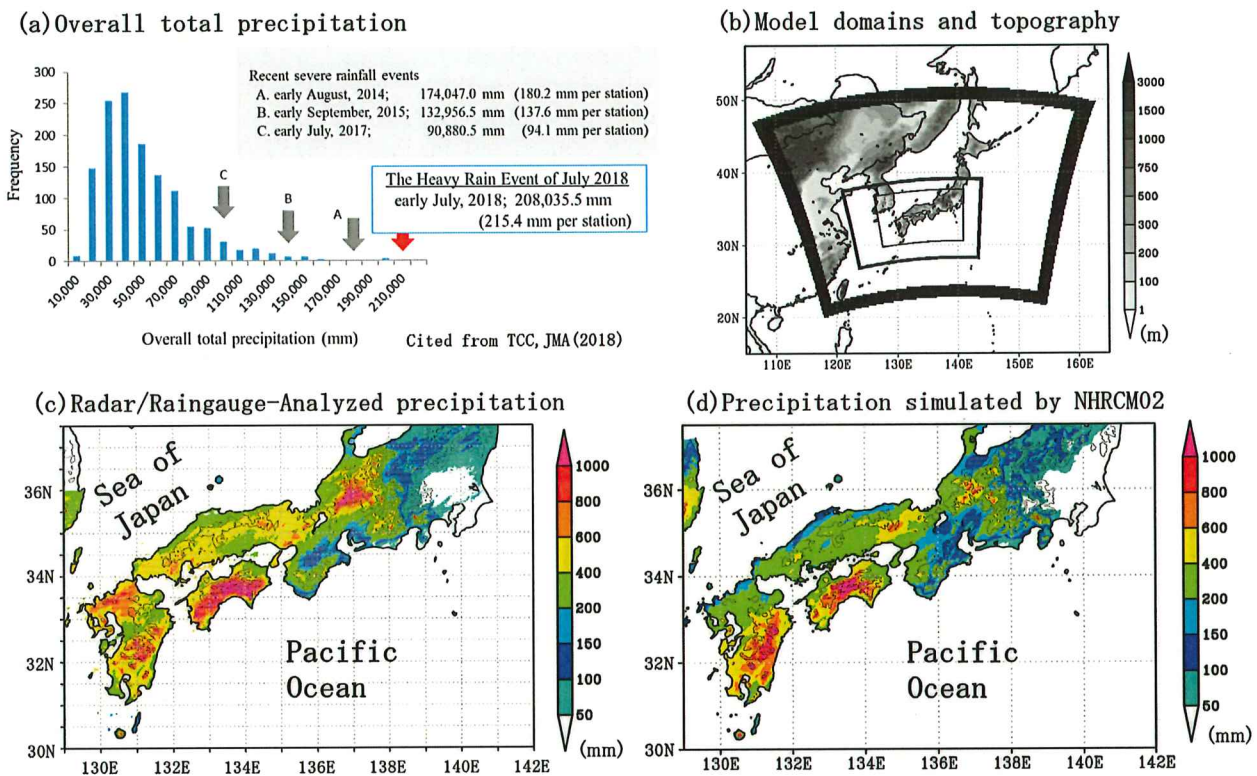 (a)Overall total precipitation
300
250
200
150
100
50
0
Frequency
10,000
30,000
50,000
70,000
90,000
110,000
130,000
150,000
170,000
190,000
210,000
Overall total precipitation (mm)
Recent severe rainfall events
A. early August, 2014; 174,047.0 mm (180.2 mm per station)
B. early September, 2015; 132,956.5 mm (137.6 mm per station)
C. early July, 2017; 90,880.5 mm (94.1 mm per station)
C
B
A
The Heavy Rain Event of July 2018
early July, 2018; 208,035.5 mm
(215.4 mm per station)
Cited from TCC,JMA(2018)
(b)Model domains and topography
50N
40N
30N
20N
110E
120E
130E
140E
150E
160E
3000
1500
1000
750
500
300
200
100
1
(m)
(c)Radar/Raingauge-Analyzed precipitation
Sea of
Japan
Pacific
Ocean
36N
34N
32N
30N
130E
132E
134E
136E
138E
140E
142E
1000
800
600
400
200
150
100
50
(mm)
(d)Precipitation simulated by NHRCM02
Sea of
Japan
Pacific
Ocean
36N
34N
32N
30N
130E
132E
134E
136E
138E
140E
142E
1000
800
600
400
200
150
100
50
(mm)